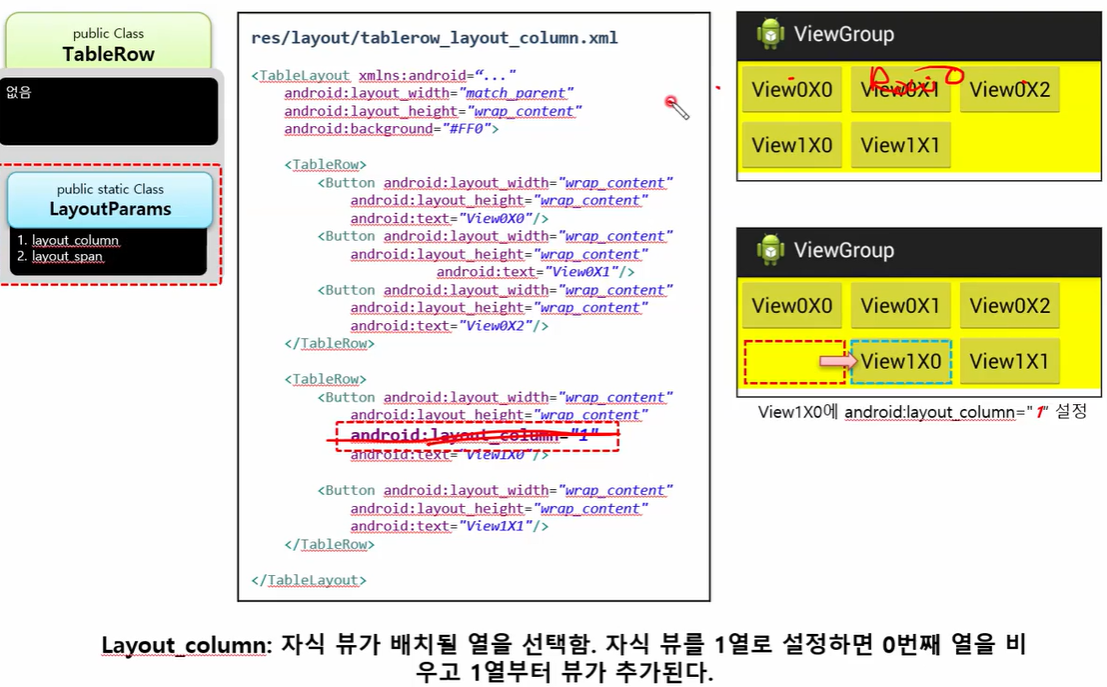 public Class
TableRow
없음
public static Class
LayoutParams
1. layout_column
2. layout_span
res/layout/tablerow_layout_column.xml
<TableLayout xmlns:android=“..."
android:layout_width="match_parent"
android:layout_height="wrap_content"
android:background="#FF0">
<TableRow>
<Button android:layout_width="wrap_content"
android:layout_height="wrap_content"
android:text="View0X0"/>
<Button android:layout_width="wrap_content"
android:layout_height="wrap_content"
android:text="View0X1"/>
<Button android:layout_width="wrap_content"
android:layout_height="wrap_content"
android:text="View0X2"/>
</TableRow>
<TableRow>
<Button android:layout_width="wrap_content"
android:layout_height="wrap_content"
android:layout_column="1"
android:text="View1X0"/>
<Button android:layout_width="wrap_content"
android:layout_height="wrap_content"
android:text="View1X1"/>
</TableRow>
</TableLayout>
ViewGroup
View0X0 View0X1 View0X2
View1X0 View1X1
ViewGroup
View0X0 View0X1 View0X2
View1X0 View1X1
View1X0에 android:layout_column="1" 설정
Layout_column: 자식 뷰가 배치될 열을 선택함. 자식 뷰를 1열로 설정하면 0번째 열을 비
우고 1열부터 뷰가 추가된다.